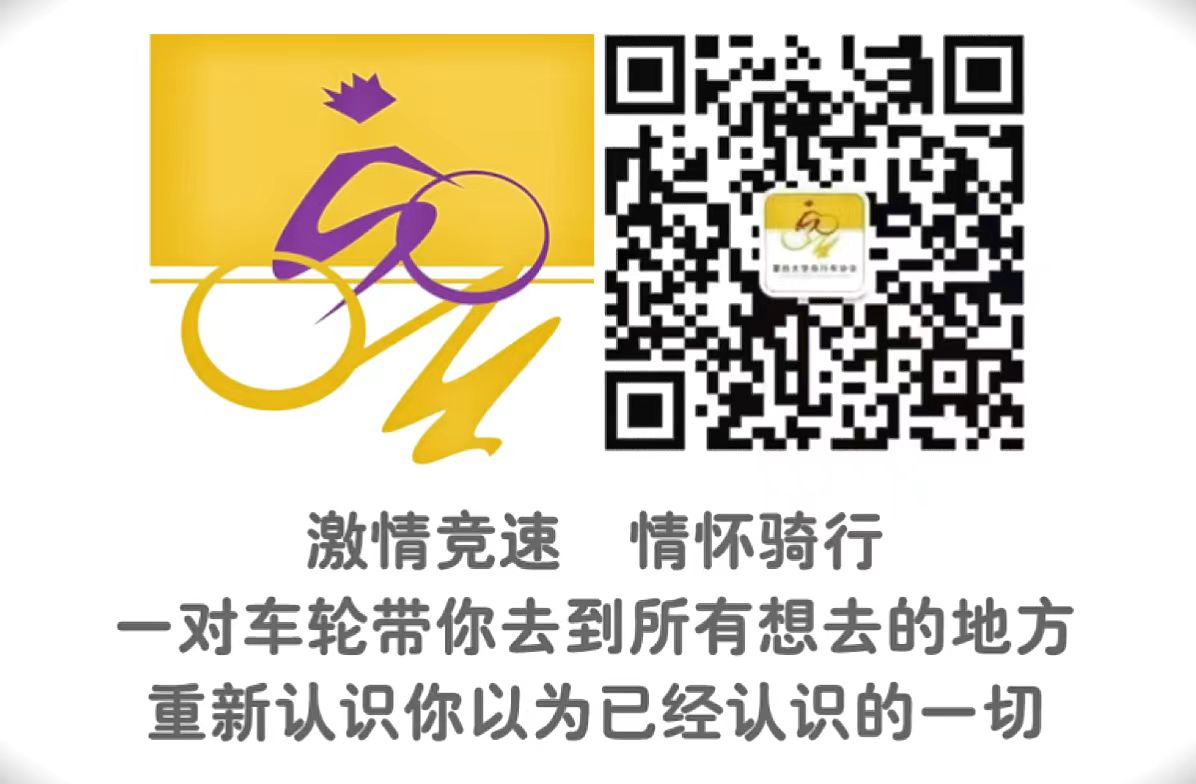 激情竞速 情怀骑行
一对车轮带你去到所有想去的地方
重新认识你以为已经认识的一切